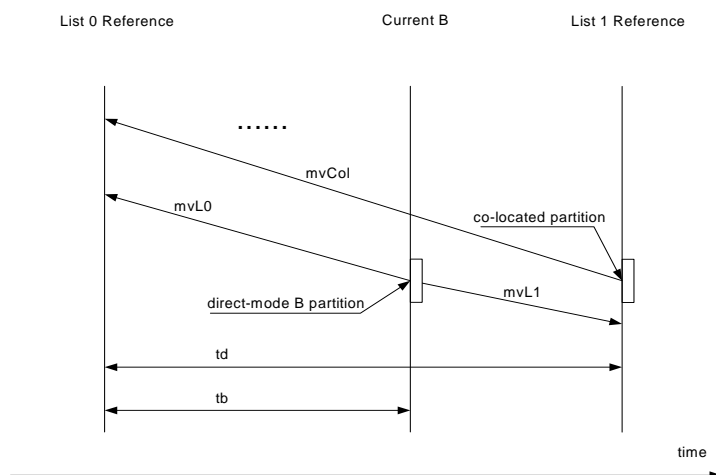 List 0 Reference
Current B
List 1 Reference
......
mvCol
mvL0
co-located partition
mvL1
direct-mode B partition
td
tb
time